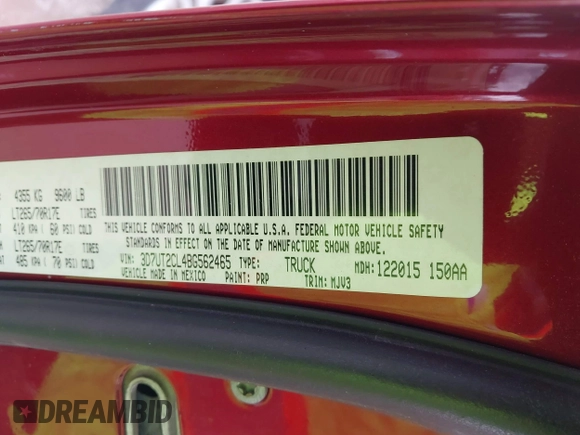 4355 KG 9600 LB
LT265/70R17E TIRES
410 KPA / 60 PSI/COLD
LT265/70R17E TIRES
485 KPA / 70 PSI/COLD
THIS VEHICLE CONFORMS TO ALL APPLICABLE U.S.A. FEDERAL MOTOR VEHICLE SAFETY
STANDARDS IN EFFECT ON THE DATE OF MANUFACTURE SHOWN ABOVE.
VIN: 3D7UT2CL4BG562465 TYPE: TRUCK MDH: 122015 150AA
VEHICLE MADE IN MEXICO PAINT: PRP TRIM: MJV3
DREAMBID